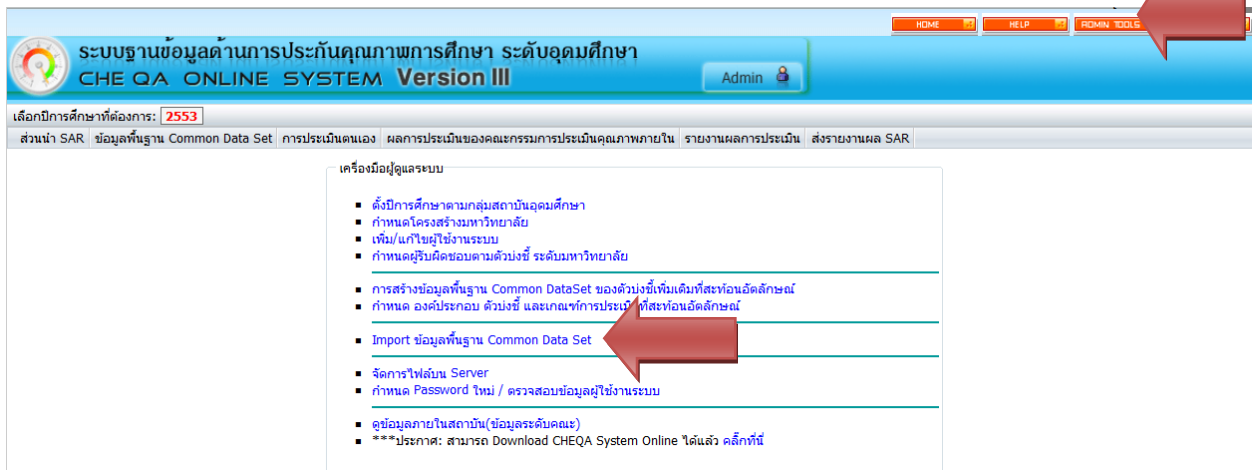 HOME HELP ADMIN TOOLS
ระบบฐานข้อมูลด้านการประกันคุณภาพการศึกษา ระดับอุดมศึกษา
CHE QA ONLINE SYSTEM Version III
Admin
เลือกปีการศึกษาที่ต้องการ: 2553
ส่วนนำ SAR ข้อมูลพื้นฐาน Common Data Set การประเมินตนเอง ผลการประเมินของคณะกรรมการประเมินคุณภาพภายใน รายงานผลการประเมิน ส่งรายงานผล SAR
เครื่องมือผู้ดูแลระบบ
ตั้งปีการศึกษาตามกลุ่มสถาบันอุดมศึกษา
กำหนดโครงสร้างมหาวิทยาลัย
เพิ่ม/แก้ไขผู้ใช้งานระบบ
กำหนดผู้รับผิดชอบตามตัวบ่งชี้ ระดับมหาวิทยาลัย
การสร้างข้อมูลพื้นฐาน Common DataSet ของตัวบ่งชี้เพิ่มเติมที่สะท้อนอัตลักษณ์
กำหนด องค์ประกอบ ตัวบ่งชี้ และเกณฑ์การประเมินที่สะท้อนอัตลักษณ์
Import ข้อมูลพื้นฐาน Common Data Set
จัดการไฟล์บน Server
กำหนด Password ใหม่ / ตรวจสอบข้อมูลผู้ใช้งานระบบ
ดูข้อมูลภายในสถาบัน(ข้อมูลระดับคณะ)
***ประกาศ: สามารถ Download CHEQA System Online ได้แล้ว คลิ๊กที่นี่